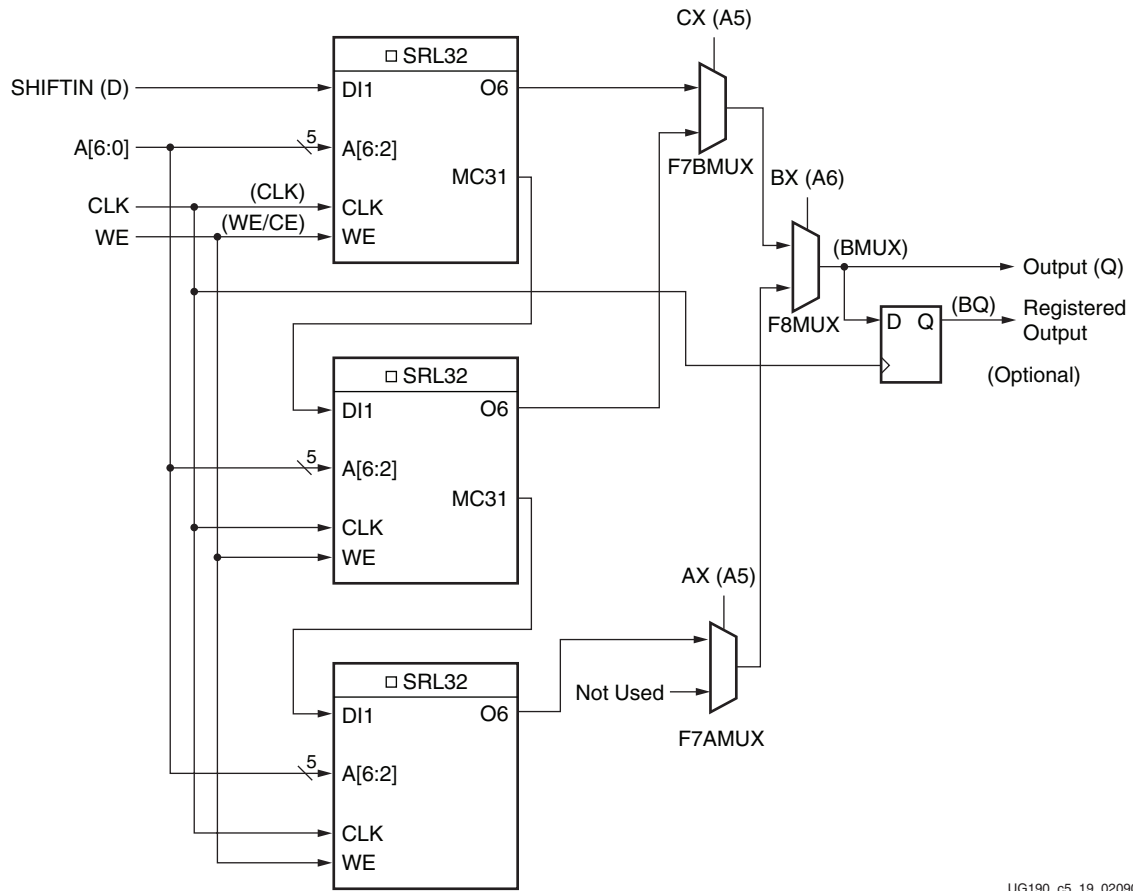 CX (A5)
SRL32
SHIFTIN (D)
DI1
O6
A[6:0]
5
A[6:2]
MC31
F7BMUX
BX (A6)
CLK
(CLK)
CLK
WE
(WE/CE)
WE
(BMUX)
Output (Q)
F8MUX
D Q
(BQ)
Registered
Output
(Optional)
SRL32
DI1
O6
5
A[6:2]
MC31
CLK
WE
AX (A5)
SRL32
Not Used
DI1
O6
F7AMUX
5
A[6:2]
CLK
WE